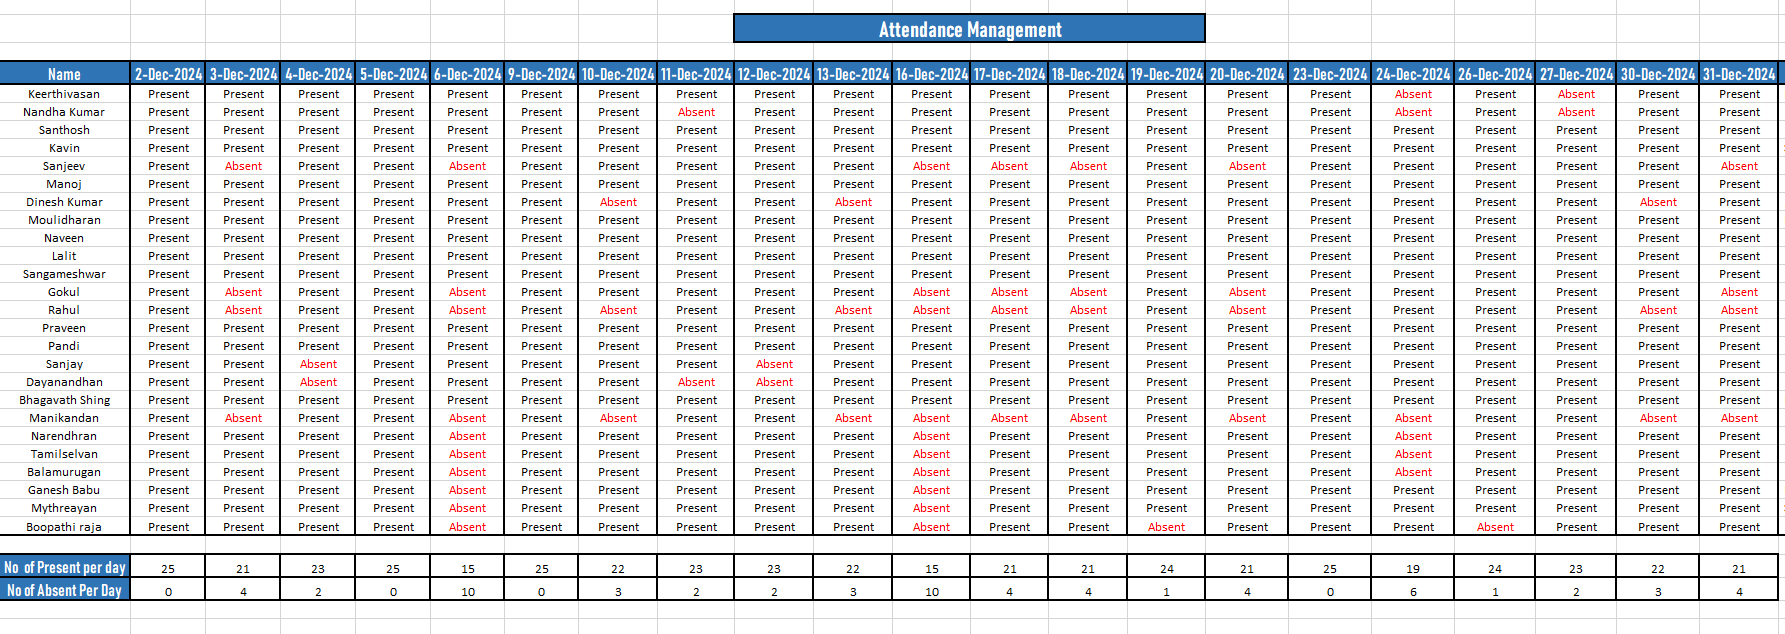 Attendance Management
Name 2-Dec-2024 3-Dec-2024 4-Dec-2024 5-Dec-2024 6-Dec-2024 9-Dec-2024 10-Dec-2024 11-Dec-2024 12-Dec-2024 13-Dec-2024 16-Dec-2024 17-Dec-2024 18-Dec-2024 19-Dec-2024 20-Dec-2024 23-Dec-2024 24-Dec-2024 26-Dec-2024 27-Dec-2024 30-Dec-2024 31-Dec-2024
Keerthivasan Present Present Present Present Present Present Present Present Present Present Present Present Present Present Present Present Absent Present Absent Present Present
Nandha Kumar Present Present Present Present Present Present Present Absent Present Present Present Present Present Present Present Present Absent Present Absent Present Present
Santhosh Present Present Present Present Present Present Present Present Present Present Present Present Present Present Present Present Present Present Present Present Present
Kavin Present Present Present Present Present Present Present Present Present Present Present Present Present Present Present Present Present Present Present Present Present
Sanjeev Present Absent Present Present Absent Present Present Present Present Present Absent Absent Absent Present Absent Present Present Present Present Present Absent
Manoj Present Present Present Present Present Present Present Present Present Present Present Present Present Present Present Present Present Present Present Present Present
Dinesh Kumar Present Present Present Present Present Present Absent Present Present Absent Present Present Present Present Present Present Present Present Present Absent Present
Moulidharan Present Present Present Present Present Present Present Present Present Present Present Present Present Present Present Present Present Present Present Present Present
Naveen Present Present Present Present Present Present Present Present Present Present Present Present Present Present Present Present Present Present Present Present Present
Lalit Present Present Present Present Present Present Present Present Present Present Present Present Present Present Present Present Present Present Present Present Present
Sangameshwar Present Present Present Present Present Present Present Present Present Present Present Present Present Present Present Present Present Present Present Present Present
Gokul Present Absent Present Present Absent Present Present Present Present Present Absent Absent Absent Present Absent Present Present Present Present Present Absent
Rahul Present Absent Present Present Absent Present Absent Present Present Absent Absent Absent Absent Present Absent Present Present Present Present Absent Absent
Praveen Present Present Present Present Present Present Present Present Present Present Present Present Present Present Present Present Present Present Present Present Present
Pandi Present Present Present Present Present Present Present Present Present Present Present Present Present Present Present Present Present Present Present Present Present
Sanjay Present Present Absent Present Present Present Present Present Absent Present Present Present Present Present Present Present Present Present Present Present Present
Dayanandhan Present Present Absent Present Present Present Present Absent Absent Present Present Present Present Present Present Present Present Present Present Present Present
Bhagavath Shing Present Present Present Present Present Present Present Present Present Present Present Present Present Present Present Present Present Present Present Present Present
Manikandan Present Absent Present Present Absent Present Absent Present Present Absent Absent Absent Absent Present Absent Present Absent Present Present Absent Absent
Narendhran Present Present Present Present Absent Present Present Present Present Present Absent Present Present Present Present Present Absent Present Present Present Present
Tamilselvan Present Present Present Present Absent Present Present Present Present Present Absent Present Present Present Present Present Absent Present Present Present Present
Balamurugan Present Present Present Present Absent Present Present Present Present Present Absent Present Present Present Present Present Absent Present Present Present Present
Ganesh Babu Present Present Present Present Absent Present Present Present Present Present Absent Present Present Present Present Present Present Present Present Present Present
Mythreayan Present Present Present Present Absent Present Present Present Present Present Absent Present Present Present Present Present Present Present Present Present Present
Boopathi raja Present Present Present Present Absent Present Present Present Present Present Absent Present Present Absent Present Present Present Absent Present Present Present
No of Present per day 25 21 23 25 15 25 22 23 23 22 15 21 21 24 21 25 19 24 23 22 21
No of Absent Per Day 0 4 2 0 10 0 3 2 2 3 10 4 4 1 4 0 6 1 2 3 4